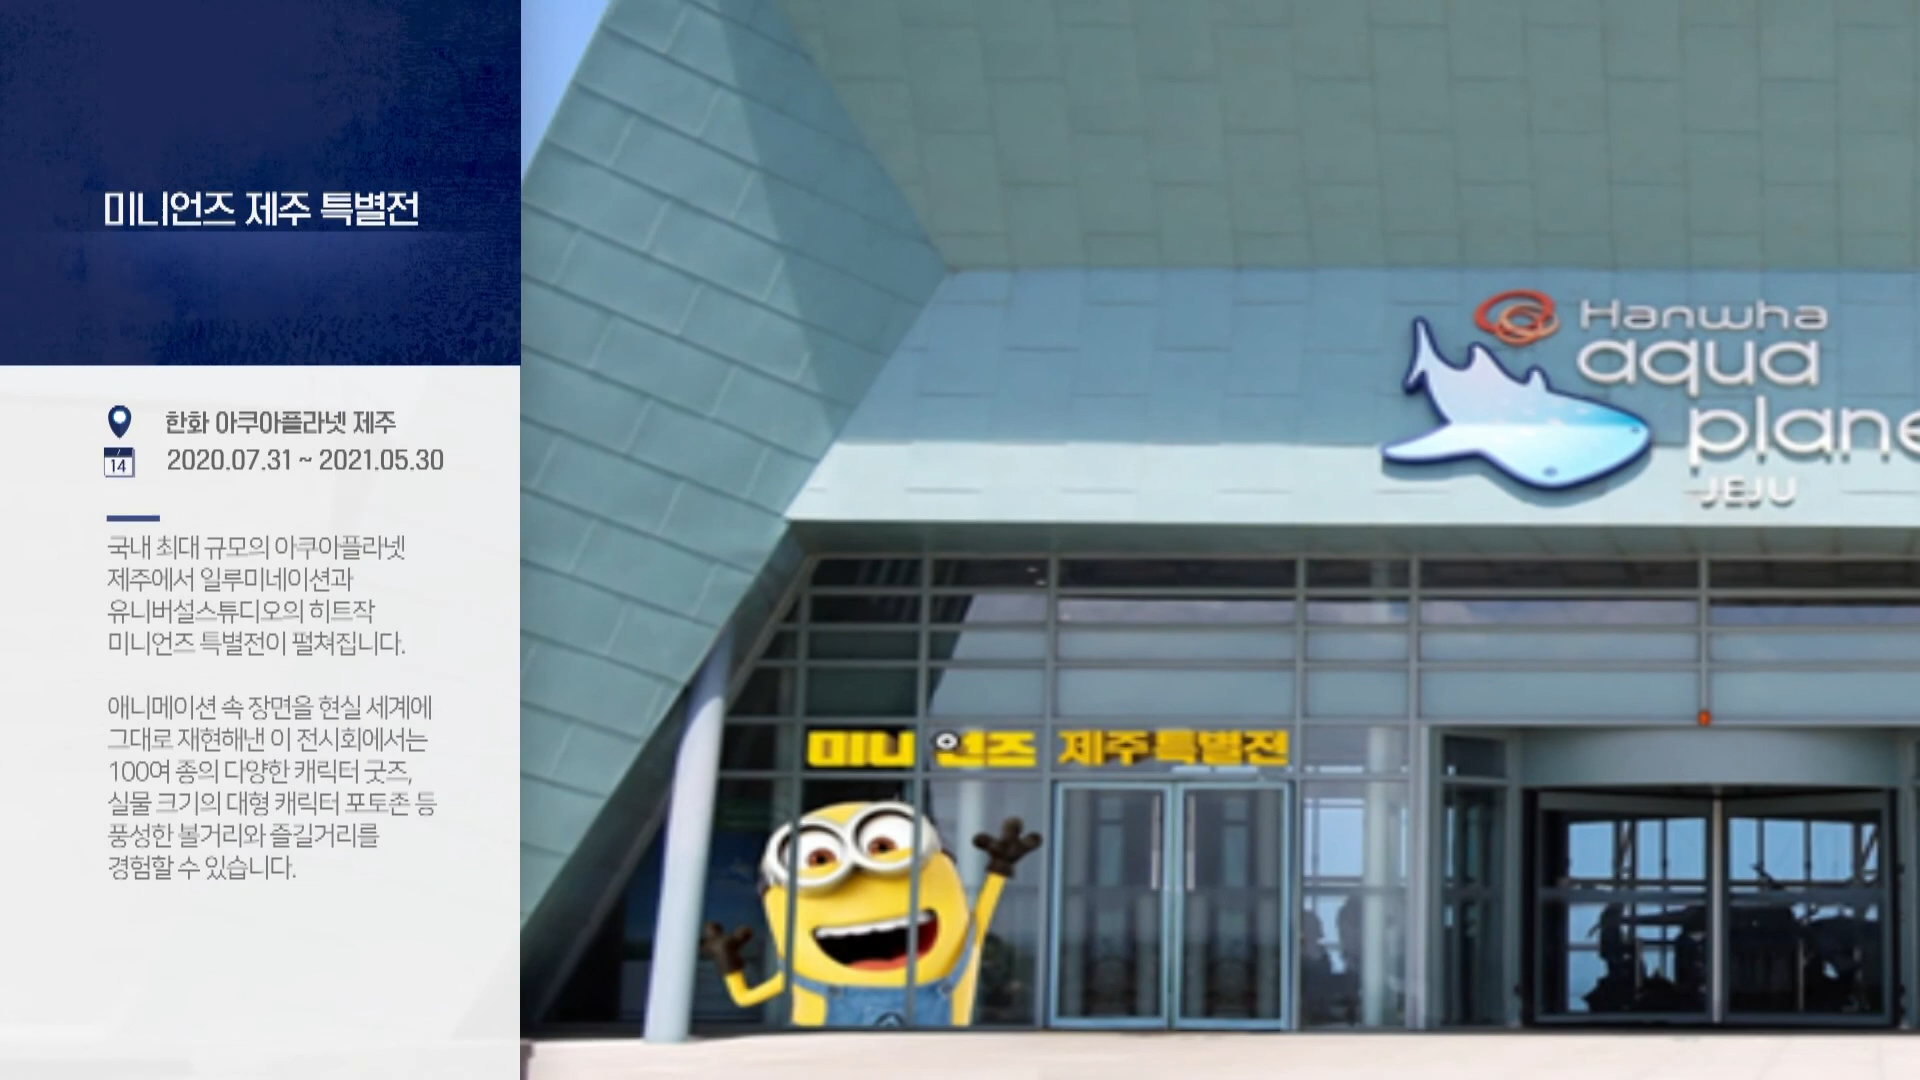 미니언즈 제주 특별전
한화 아쿠아플라넷 제주
14
2020.07.31 ~ 2021.05.30
국내 최대 규모의 아쿠아플라넷
제주에서 일루미네이션과
유니버설스튜디오의 히트작
미니언즈 특별전이 펼쳐집니다.
애니메이션 속 장면을 현실 세계에
그대로 재현해낸 이 전시회에서는
100여 종의 다양한 캐릭터 굿즈,
실물 크기의 대형 캐릭터 포토존 등
풍성한 볼거리와 즐길거리를
경험할 수 있습니다.
Hanwha
aqua
plane
JEJU
미니언즈 제주특별전